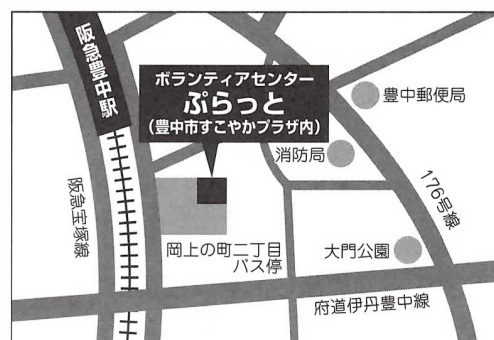 阪急豊中駅
ボランティアセンター
ぷらっと
(豊中市すこやかプラザ内)
豊中郵便局
消防局
176号線
阪急宝塚線
岡上の町二丁目
バス停
大門公園
府道伊丹豊中線